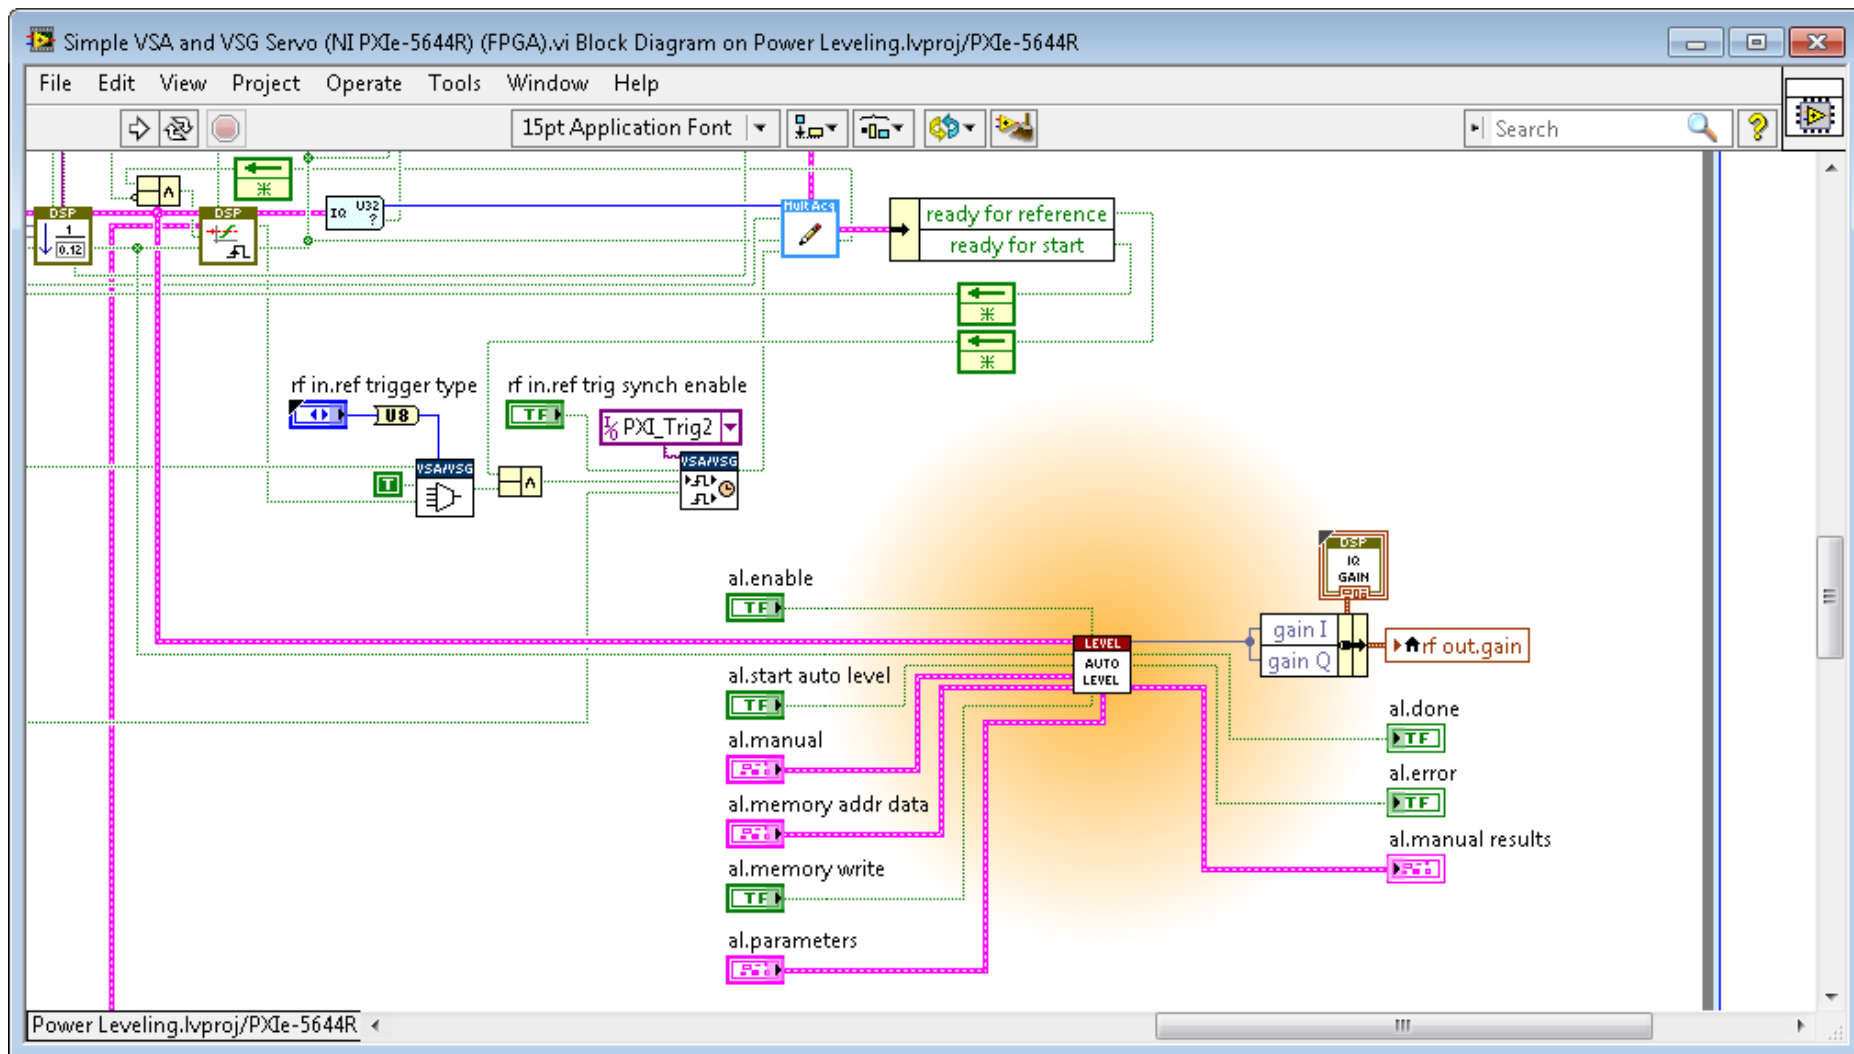 Simple VSA and VSG Servo (NI PXIe-5644R) (FPGA).vi Block Diagram on Power Leveling.lvproj/PXIe-5644R
File Edit View Project Operate Tools Window Help
15pt Application Font
Search
DSP
1
0.12
DSP
IQ U32
?
Mult Acq
ready for reference
ready for start
rf in.ref trigger type
rf in.ref trig synch enable
U8
TF
I/O PXI_Trig2
VSA/VSG
VSA/VSG
T
DSP
IQ
GAIN
al.enable
TF
LEVEL
AUTO
LEVEL
gain I
gain Q
rf out.gain
al.start auto level
TF
al.manual
al.memory addr data
al.memory write
TF
al.parameters
al.done
TF
al.error
TF
al.manual results
Power Leveling.lvproj/PXIe-5644R